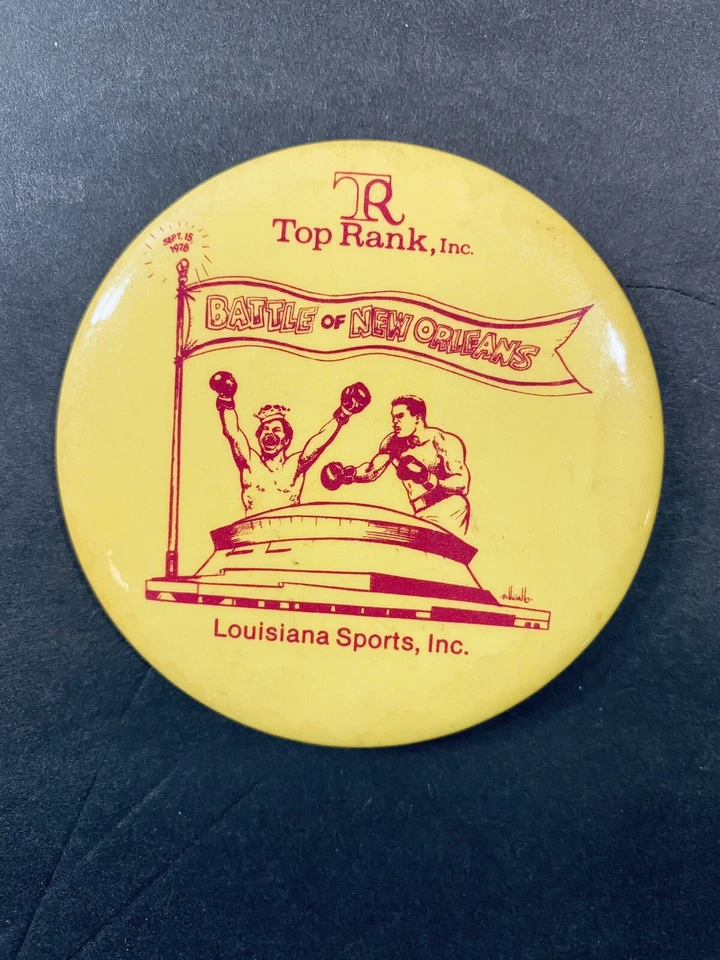 TR
Top Rank, Inc.
SEPT. 15
1978
BATTLE OF NEW ORLEANS
Louisiana Sports, Inc.